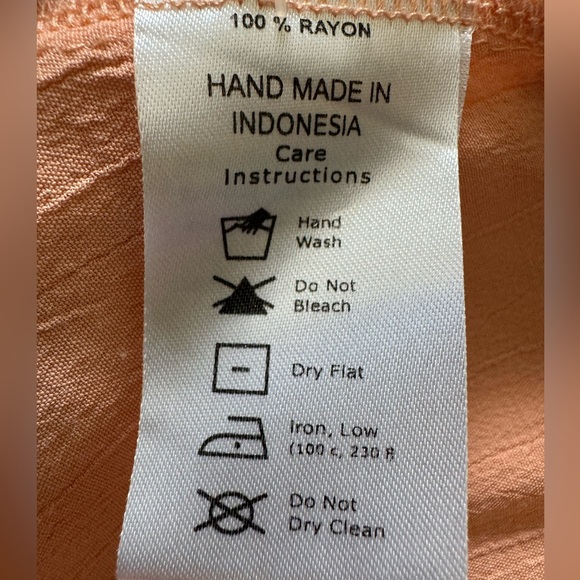 100 % RAYON
HAND MADE IN
INDONESIA
Care
Instructions
Hand
Wash
Do Not
Bleach
Dry Flat
Iron, Low
(100 c, 230 F
Do Not
Dry Clean